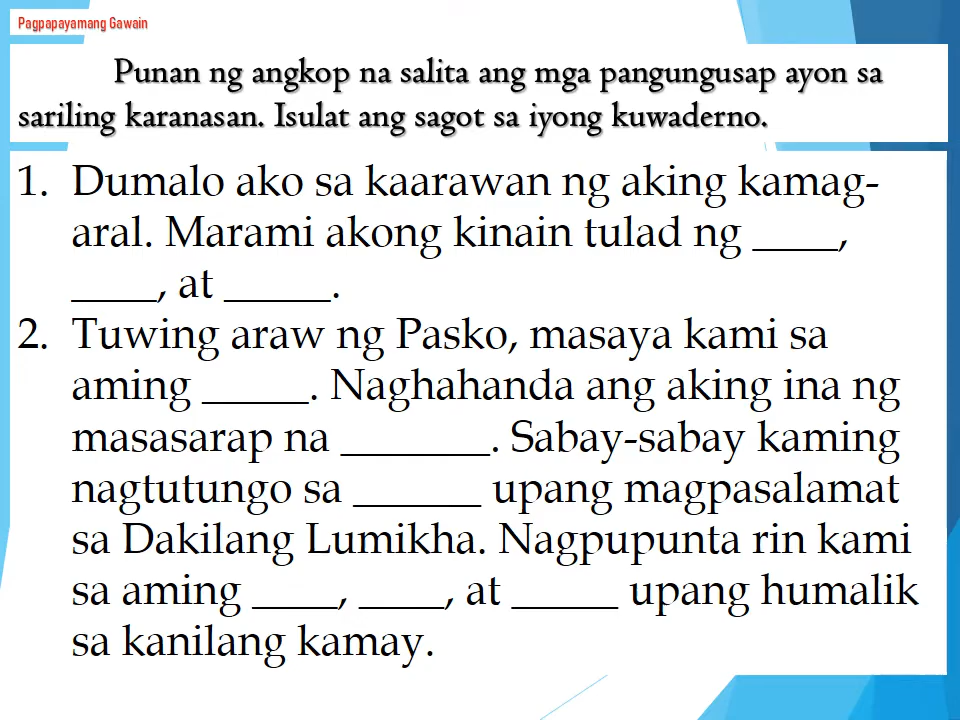 Pagpapayamang Gawain
Punan ng angkop na salita ang mga pangungusap ayon sa
sariling karanasan. Isulat ang sagot sa iyong kuwaderno.
1. Dumalo ako sa kaarawan ng aking kamag-
aral. Marami akong kinain tulad ng ____,
____, at _____.
2. Tuwing araw ng Pasko, masaya kami sa
aming _____. Naghahanda ang aking ina ng
masasarap na _______. Sabay-sabay kaming
nagtutungo sa ______ upang magpasalamat
sa Dakilang Lumikha. Nagpupunta rin kami
sa aming ____, ____, at _____ upang humalik
sa kanilang kamay.